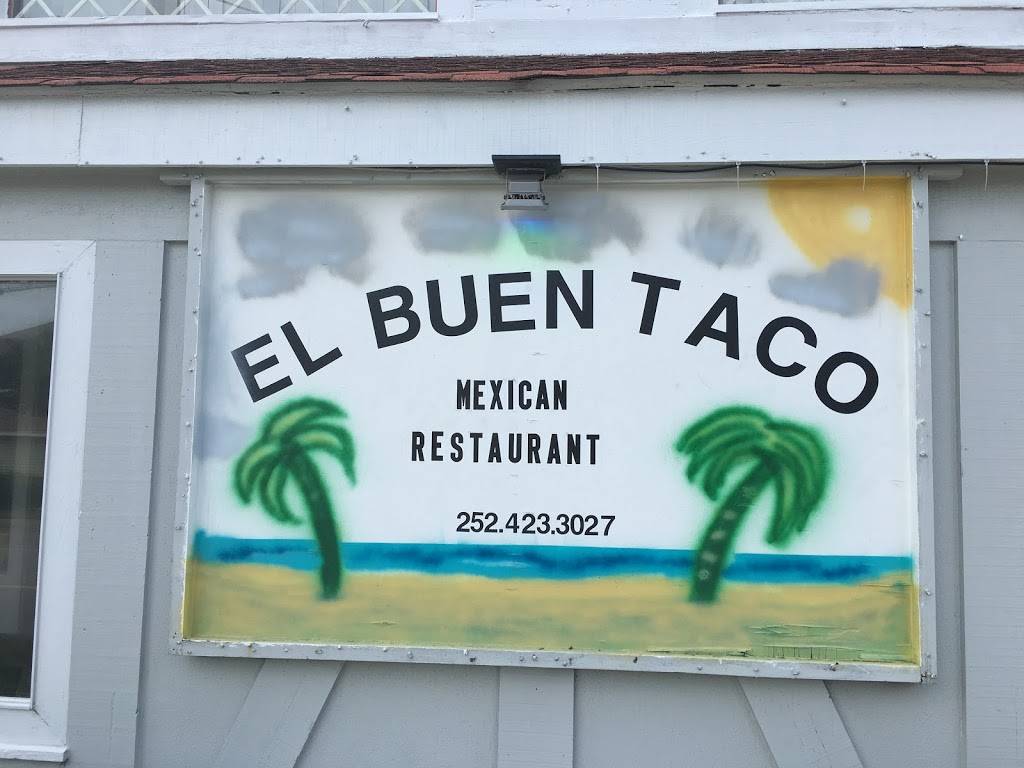 EL BUEN TACO
MEXICAN
RESTAURANT
252.423.3027